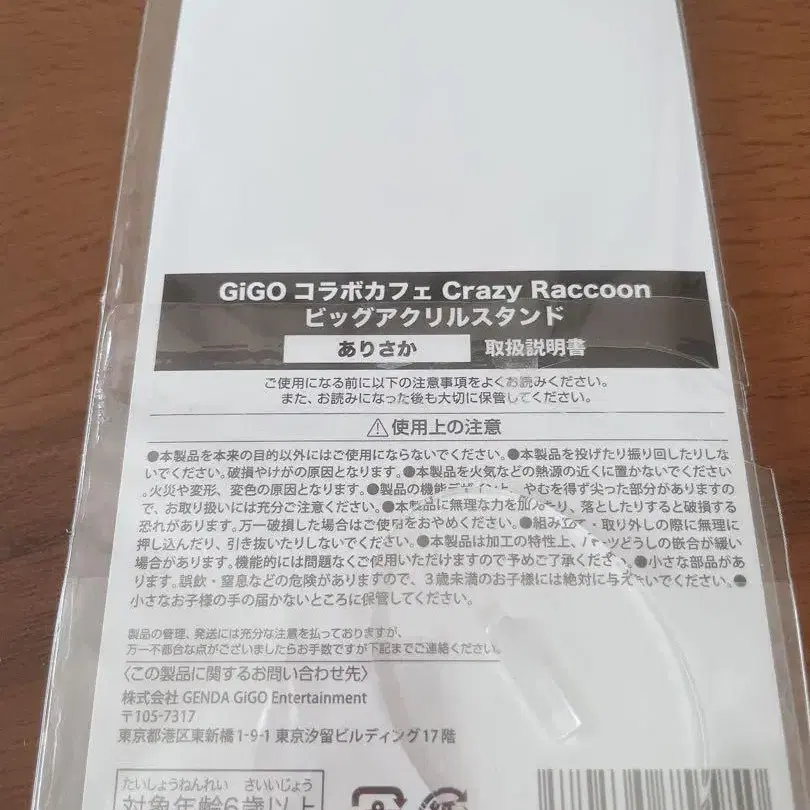 GiGO コラボカフェ Crazy Raccoon
ビッグアクリルスタンド
ありさか 取扱説明書
ご使用になる前に以下の注意事項をよくお読みください。
また、お読みになった後も大切に保管してください。
⚠使用上の注意
●本製品を本来の目的以外にはご使用にならないでください。●本製品を投げたり振り回したりしな
いでください。破損やけがの原因となります。●本製品を火気などの熱源の近くに置かないでください
。火災や変形、変色の原因となります。●製品の機能デザイン上、やむを得ず尖った部分がありますの
で、お取り扱いには充分ご注意ください。●本製品に無理な力を加えたり、落としたりすると破損する
恐れがあります。万一破損した場合はご使用をおやめください。●組み立て・取り外しの際に無理に
押し込んだり、引き抜いたりしないでください。●本製品は加工の特性上、パーツどうしの嵌合が緩い
場合があります。機能的には問題なくご使用いただけますので予めご了承ください。●小さな部品があ
ります。誤飲・窒息などの危険がありますので、3歳未満のお子様には絶対に与えないでください。●
小さなお子様の手の届かないところに保管してください。
製品の管理、発送には充分な注意を払っておりますが、
万一不都合な点がございましたらお手数ですが下記までご連絡ください。
〈この製品に関するお問い合わせ先〉
株式会社 GENDA GiGO Entertainment
〒105-7317
東京都港区東新橋1-9-1 東京汐留ビルディング17階
たいしょうねんれい さいいじょう
対象年齢6歳以上